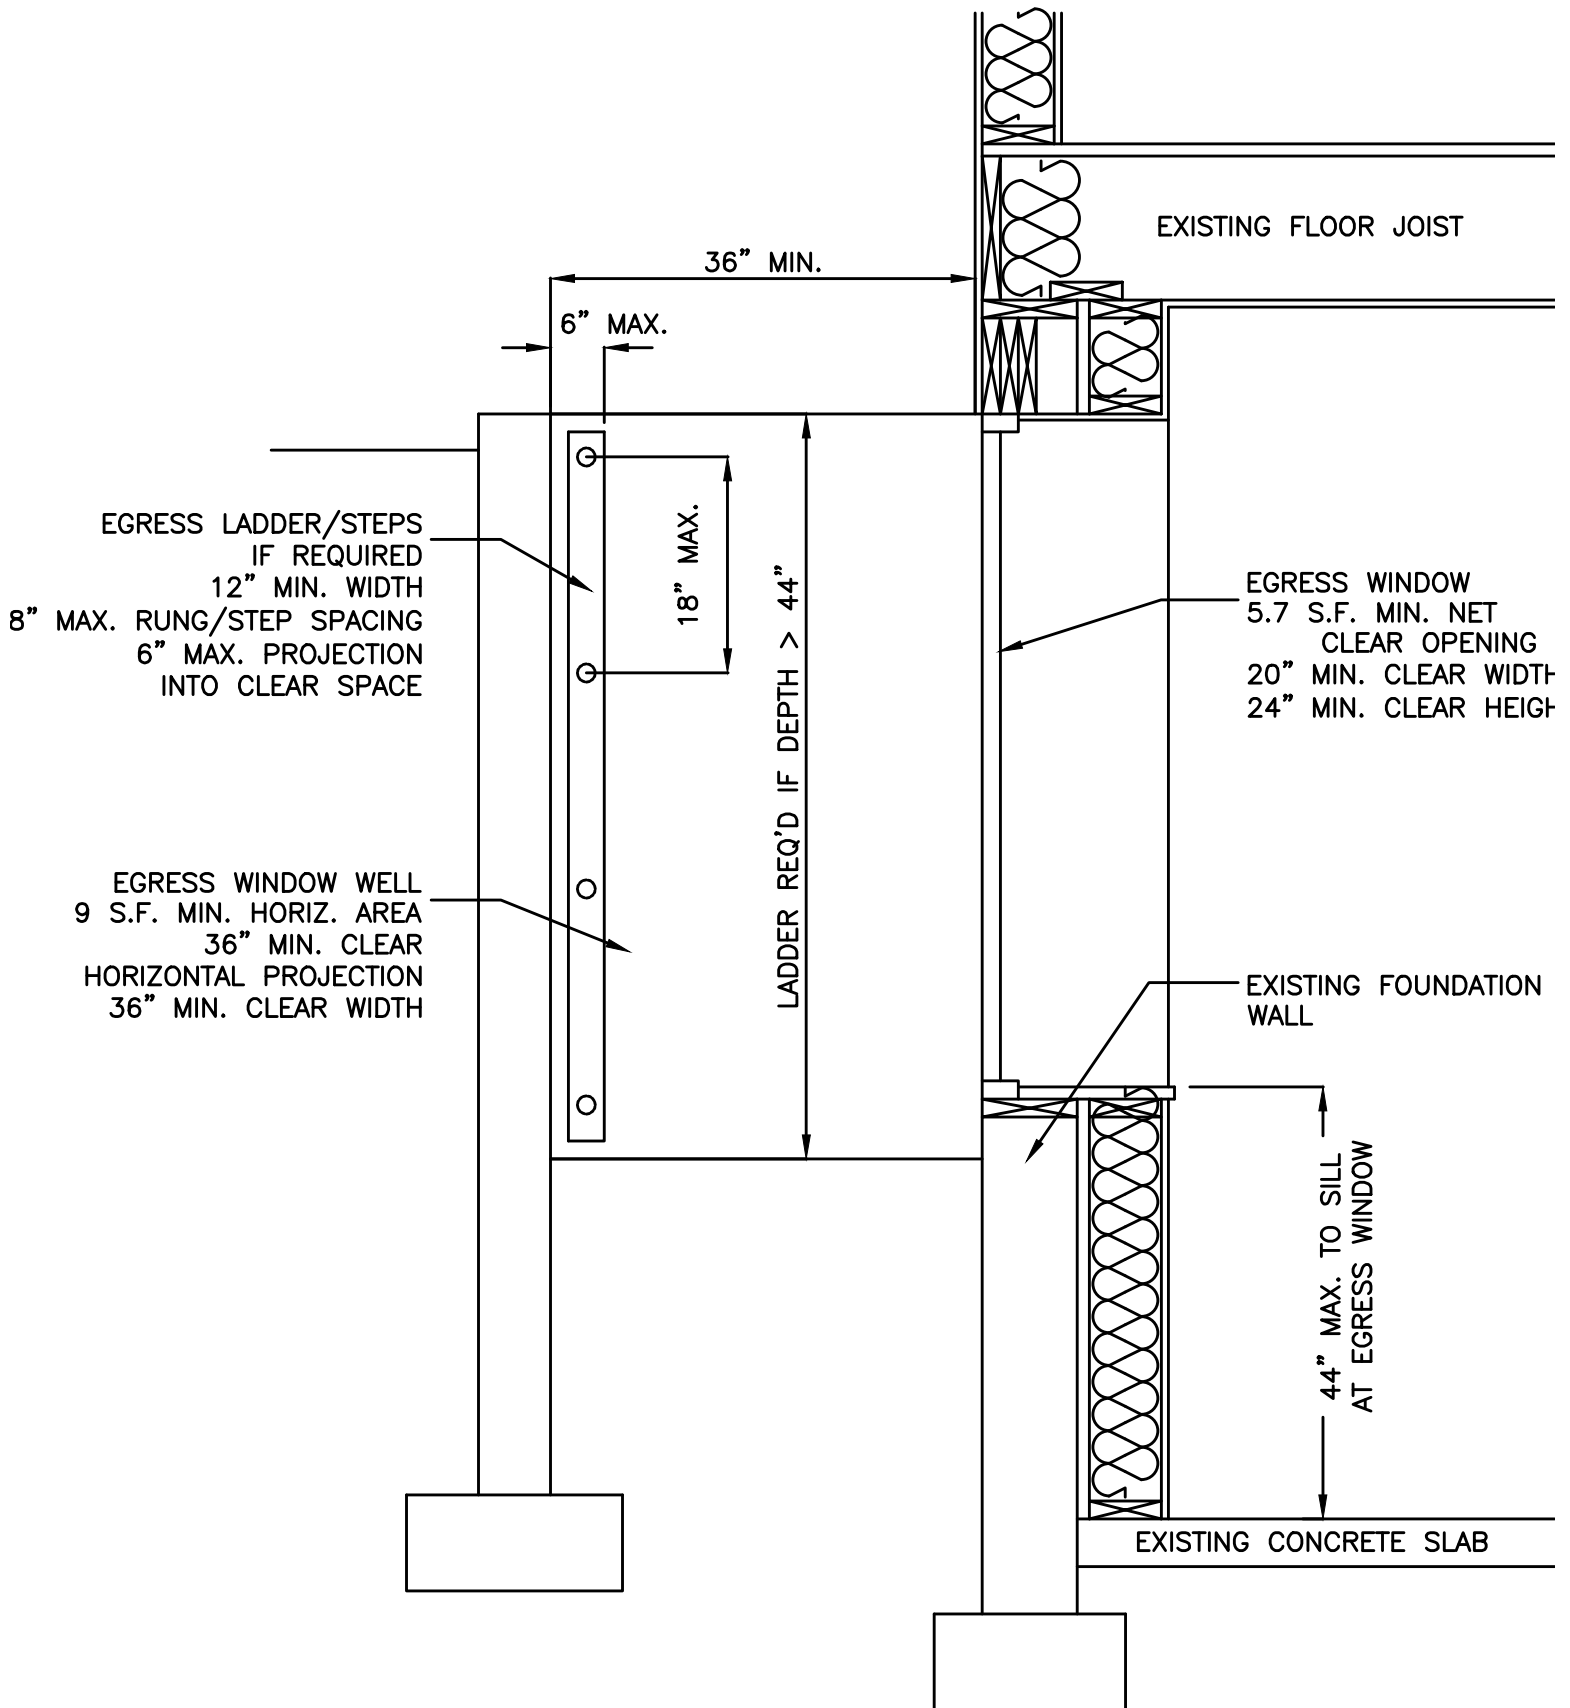 EXISTING FLOOR JOIST
36” MIN.
6” MAX.
EGRESS LADDER/STEPS
IF REQUIRED
12” MIN. WIDTH
8” MAX. RUNG/STEP SPACING
6” MAX. PROJECTION
INTO CLEAR SPACE
18” MAX.
LADDER REQ'D IF DEPTH > 44”
EGRESS WINDOW
5.7 S.F. MIN. NET
CLEAR OPENING
20” MIN. CLEAR WIDTH
24” MIN. CLEAR HEIGH
EGRESS WINDOW WELL
9 S.F. MIN. HORIZ. AREA
36” MIN. CLEAR
HORIZONTAL PROJECTION
36” MIN. CLEAR WIDTH
EXISTING FOUNDATION
WALL
44” MAX. TO SILL
AT EGRESS WINDOW
EXISTING CONCRETE SLAB